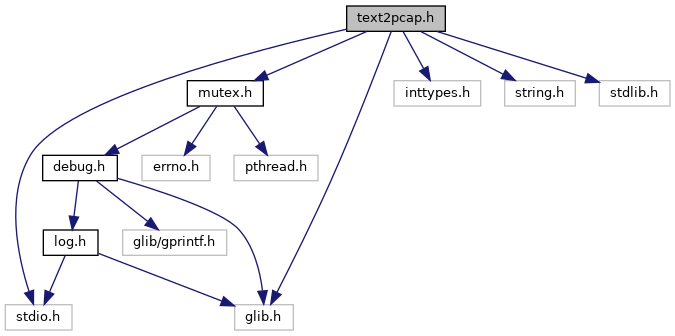 text2pcap.h
mutex.h
inttypes.h
string.h
stdlib.h
debug.h
errno.h
pthread.h
log.h
glib/gprintf.h
stdio.h
glib.h